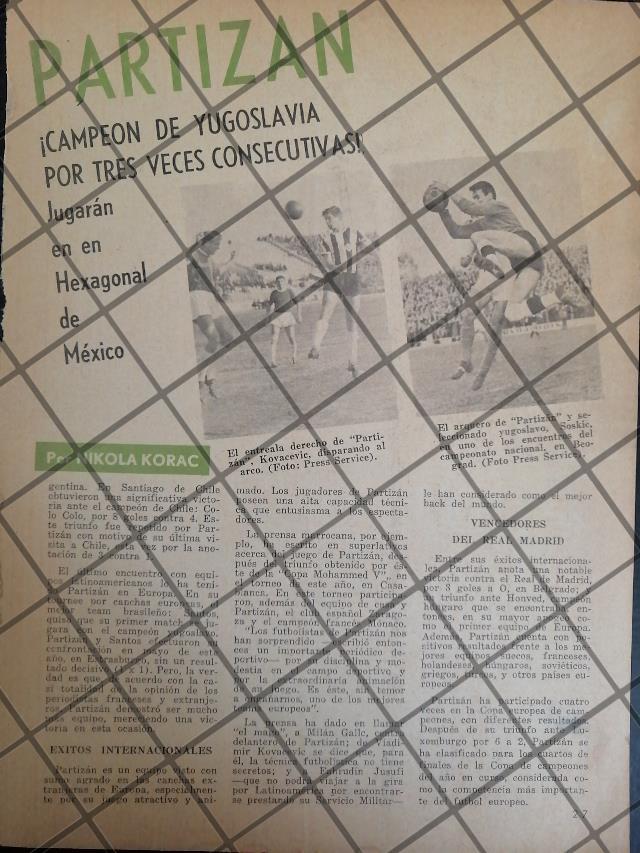 PARTIZAN
¡CAMPEON DE YUGOSLAVIA
POR TRES VECES CONSECUTIVAS!
Jugarán
en en
Hexagonal
de
México
El entreala derecho de "Parti-
zán", Kovacevic, disparando al
arco. (Foto: Press Service).
El arquero de "Partizán" y se-
leccionado yugoslavo, Soskic,
en uno de los encuentros del
campeonato nacional, en Beo-
grad. (Foto Press Service).
Por NIKOLA KORAC
gentina. En Santiago de Chile
obtuvieron una significativa victo-
ria ante el campeón de Chile: Co-
lo Colo, por 8 goles contra 4. Es-
te triunfo fue repetido por Par-
tizán con motivo de su última vi-
sita a Chile, esta vez por la ano-
tación de 3 contra 1.
El último encuentro con equi-
pos latinoamericanos lo ha teni-
do Partizán en Europa. En su
tournee por canchas europeas, el
mejor team brasileño: Santos,
quiso que su primer match se ju-
gara con el campeón yugoslavo.
Partizán y Santos efectuaron su
confrontación en mayo de este
año, en sin un resul-
tado decisivo (1 a 1). Pero, la ver-
dad es que de acuerdo con la ca-
si totalidad de la opinión de los
periodistas franceses y extranje-
ros, Partizán demostró ser mucho
más equipo, mereciendo una vic-
toria en esta ocasión.
EXITOS INTERNACIONALES
Partizán es un equipo visto con
sumo agrado en las canchas ex-
tranjeras de Europa, especialmen-
te por su juego atractivo y ani-
mado. Los jugadores de Partizán
poseen una alta capacidad técni-
ca que entusiasma a los especta-
dores.
La prensa marroquí, por ejem-
plo, ha escrito en superlativos
acerca del juego de Partizán, des-
pués del triunfo obtenido por és-
te de la "Copa Mohammed V", en
el torneo de este año, en Casa-
blanca. En este torneo participa-
ron, además del equipo de casa y
Partizán, el club español Zarago-
za y el campeón francés Mónaco.
"Los futbolistas de Partizán nos
han sorprendido —escribió enton-
ces un importante periódico de-
portivo— por su disciplina y mo-
destia en el campo deportivo y
por la extraordinaria animación
de su juego. Es éste, sin temor
a engañarnos, uno de los mejores
teams europeos".
La prensa ha dado en llamar
"el mago", a Milán Galic, centro
delantero de Partizán; de Vladi-
mir Kovacevic se dice que, para
él, la técnica futbolística no tiene
secretos; y a Fahrudin Jusufi
—que no podrá viajar a la gira
por Latinoamérica por encontrar-
se prestando su Servicio Militar—
le han considerado como el mejor
back del mundo.
VENCEDORES
DEL REAL MADRID
Entre sus éxitos internaciona-
les, Partizán anota una notable
victoria contra el Real de Madrid,
por 3 goles a 0, en Belgrado, y
su triunfo ante Honved, campeón
húngaro que se encontraba en-
tonces, en su mayor apogeo co-
mo el primer equipo de Europa.
Además, Partizán cuenta con po-
sitivos resultados frente a los me-
jores equipos suecos, franceses,
holandeses, húngaros, soviéticos,
griegos, turcos, y otros países eu-
ropeos.
Partizán ha participado cuatro
veces en la Copa europea de cam-
peones, con diferentes resultados.
Después de su triunfo ante Lu-
xemburgo por 6 a 2, Partizán se
ha clasificado para los cuartos de
finales de la Copa de campeones
del año en curso, considerada co-
mo la competencia más importan-
te del fútbol europeo.
27